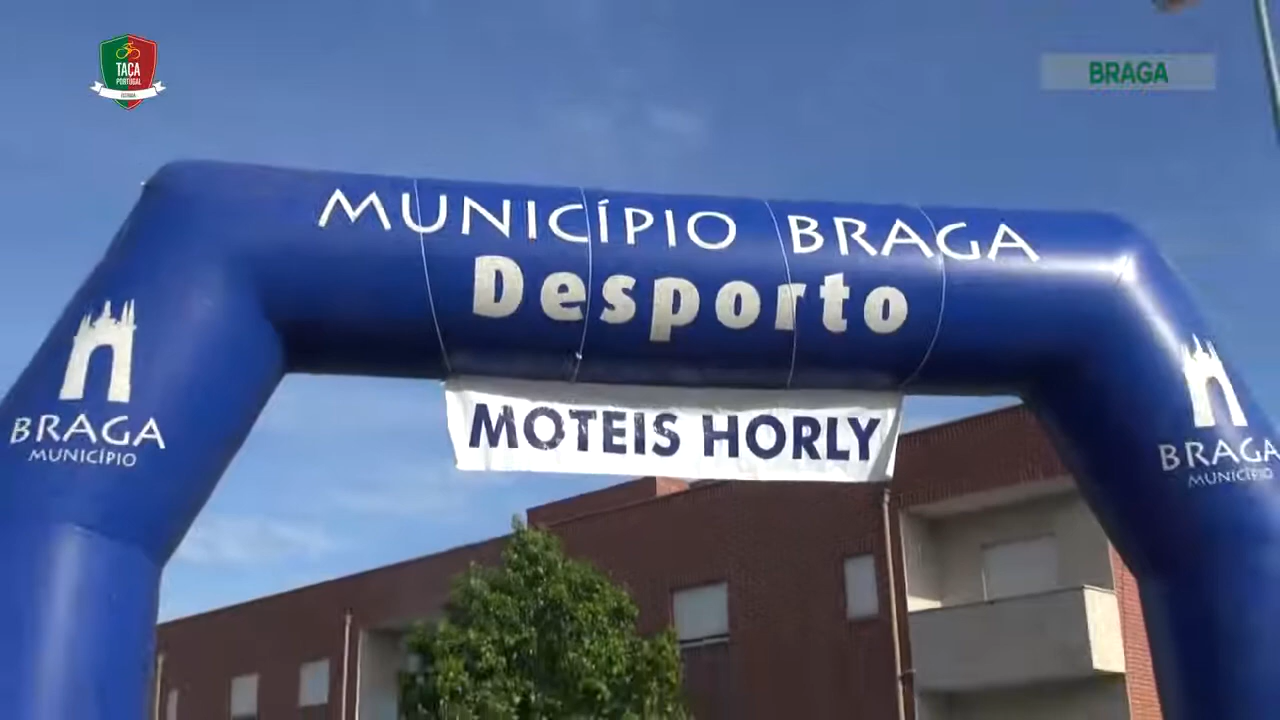 TAÇA
PORTUGAL
BRAGA
MUNICÍPIO BRAGA
Desporto
MOTEIS HORLY
BRAGA
MUNICÍPIO
BRAGA
MUNICÍPIO